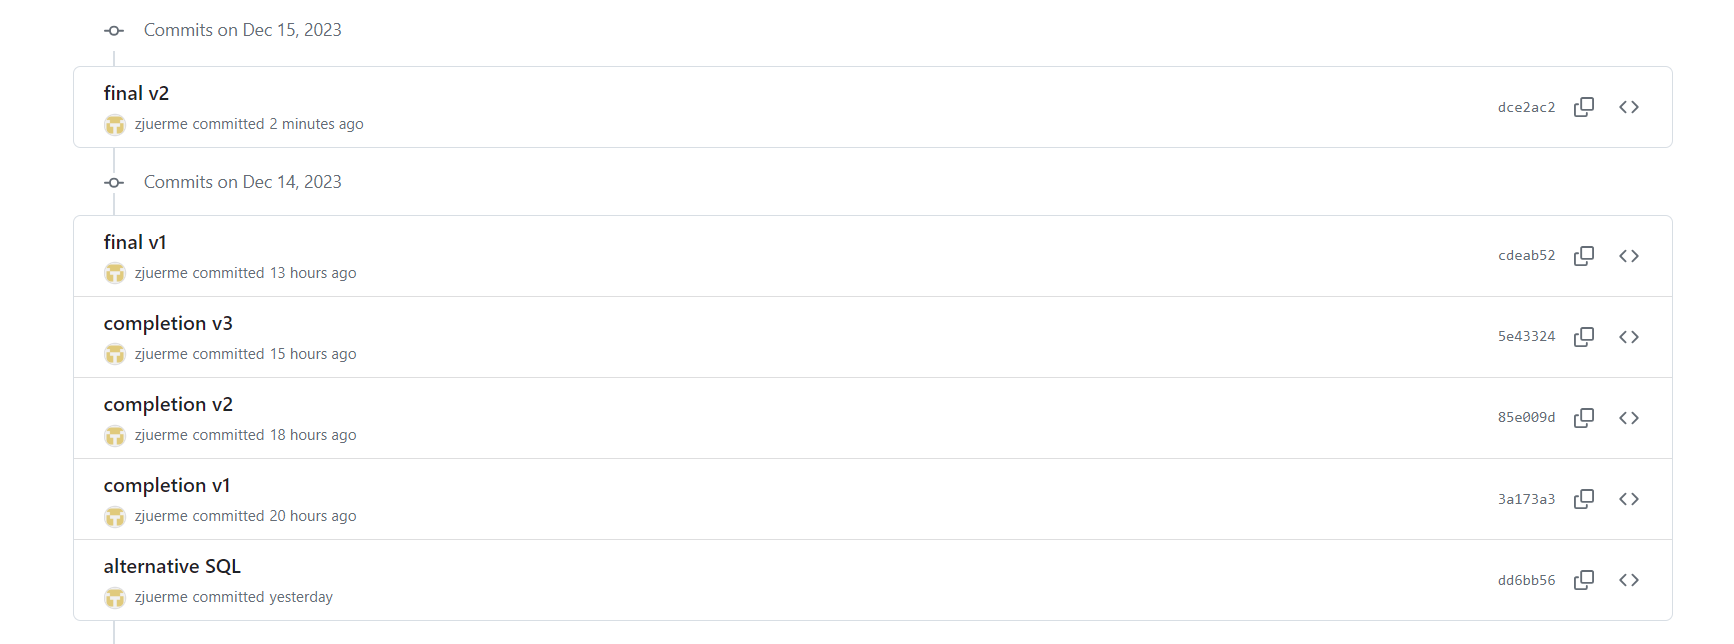 Commits on Dec 15, 2023
final v2
zjuerme committed 2 minutes ago
dce2ac2
Commits on Dec 14, 2023
final v1
zjuerme committed 13 hours ago
cdeab52
completion v3
zjuerme committed 15 hours ago
5e43324
completion v2
zjuerme committed 18 hours ago
85e009d
completion v1
zjuerme committed 20 hours ago
3a173a3
alternative SQL
zjuerme committed yesterday
dd6bb56